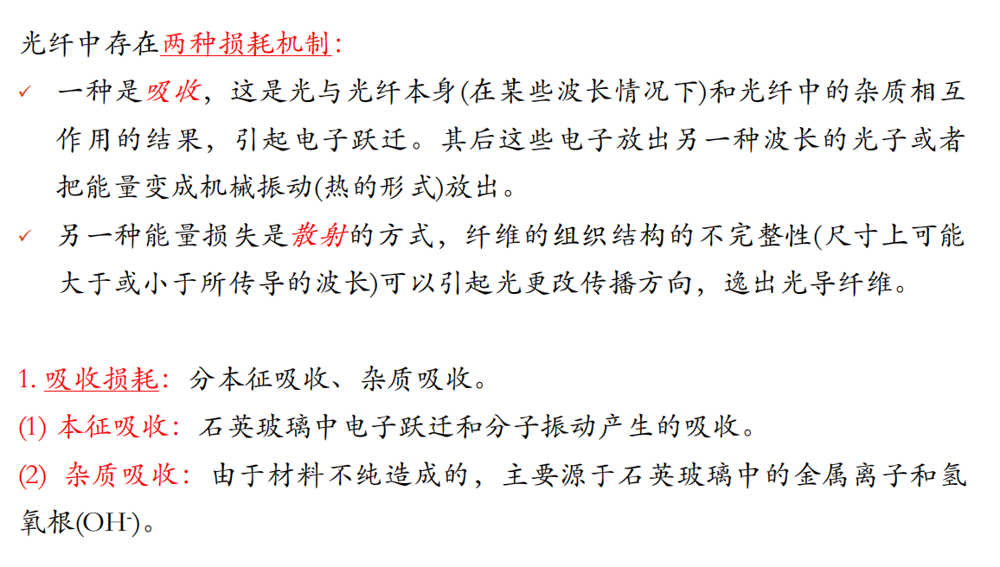 光纤中存在两种损耗机制：
✓ 一种是吸收，这是光与光纤本身(在某些波长情况下)和光纤中的杂质相互
作用的结果，引起电子跃迁。其后这些电子放出另一种波长的光子或者
把能量变成机械振动(热的形式)放出。
✓ 另一种能量损失是散射的方式，纤维的组织结构的不完整性(尺寸上可能
大于或小于所传导的波长)可以引起光更改传播方向，逸出光导纤维。
1. 吸收损耗：分本征吸收、杂质吸收。
(1) 本征吸收：石英玻璃中电子跃迁和分子振动产生的吸收。
(2) 杂质吸收：由于材料不纯造成的，主要源于石英玻璃中的金属离子和氢
氧根(OH⁻)。